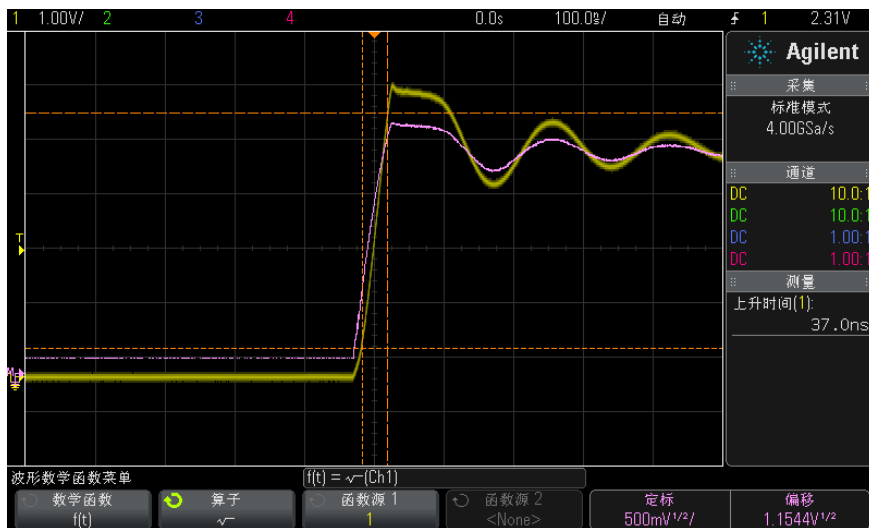 1 1.00V/ 2 3 4 0.0s 100.0s/ 自动 1 2.31V
Agilent
采集
标准模式
4.00GSa/s
通道
DC 10.0:1
DC 10.0:1
DC 1.00:1
DC 1.00:1
测量
上升时间(1):
37.0ns
T
波形数学函数菜单 f(t) = √(Ch1)
数学函数 算子 函数源 1 函数源 2 定标 偏移
f(t) √ 1 <None> 500mV1/2/ 1.1544V1/2